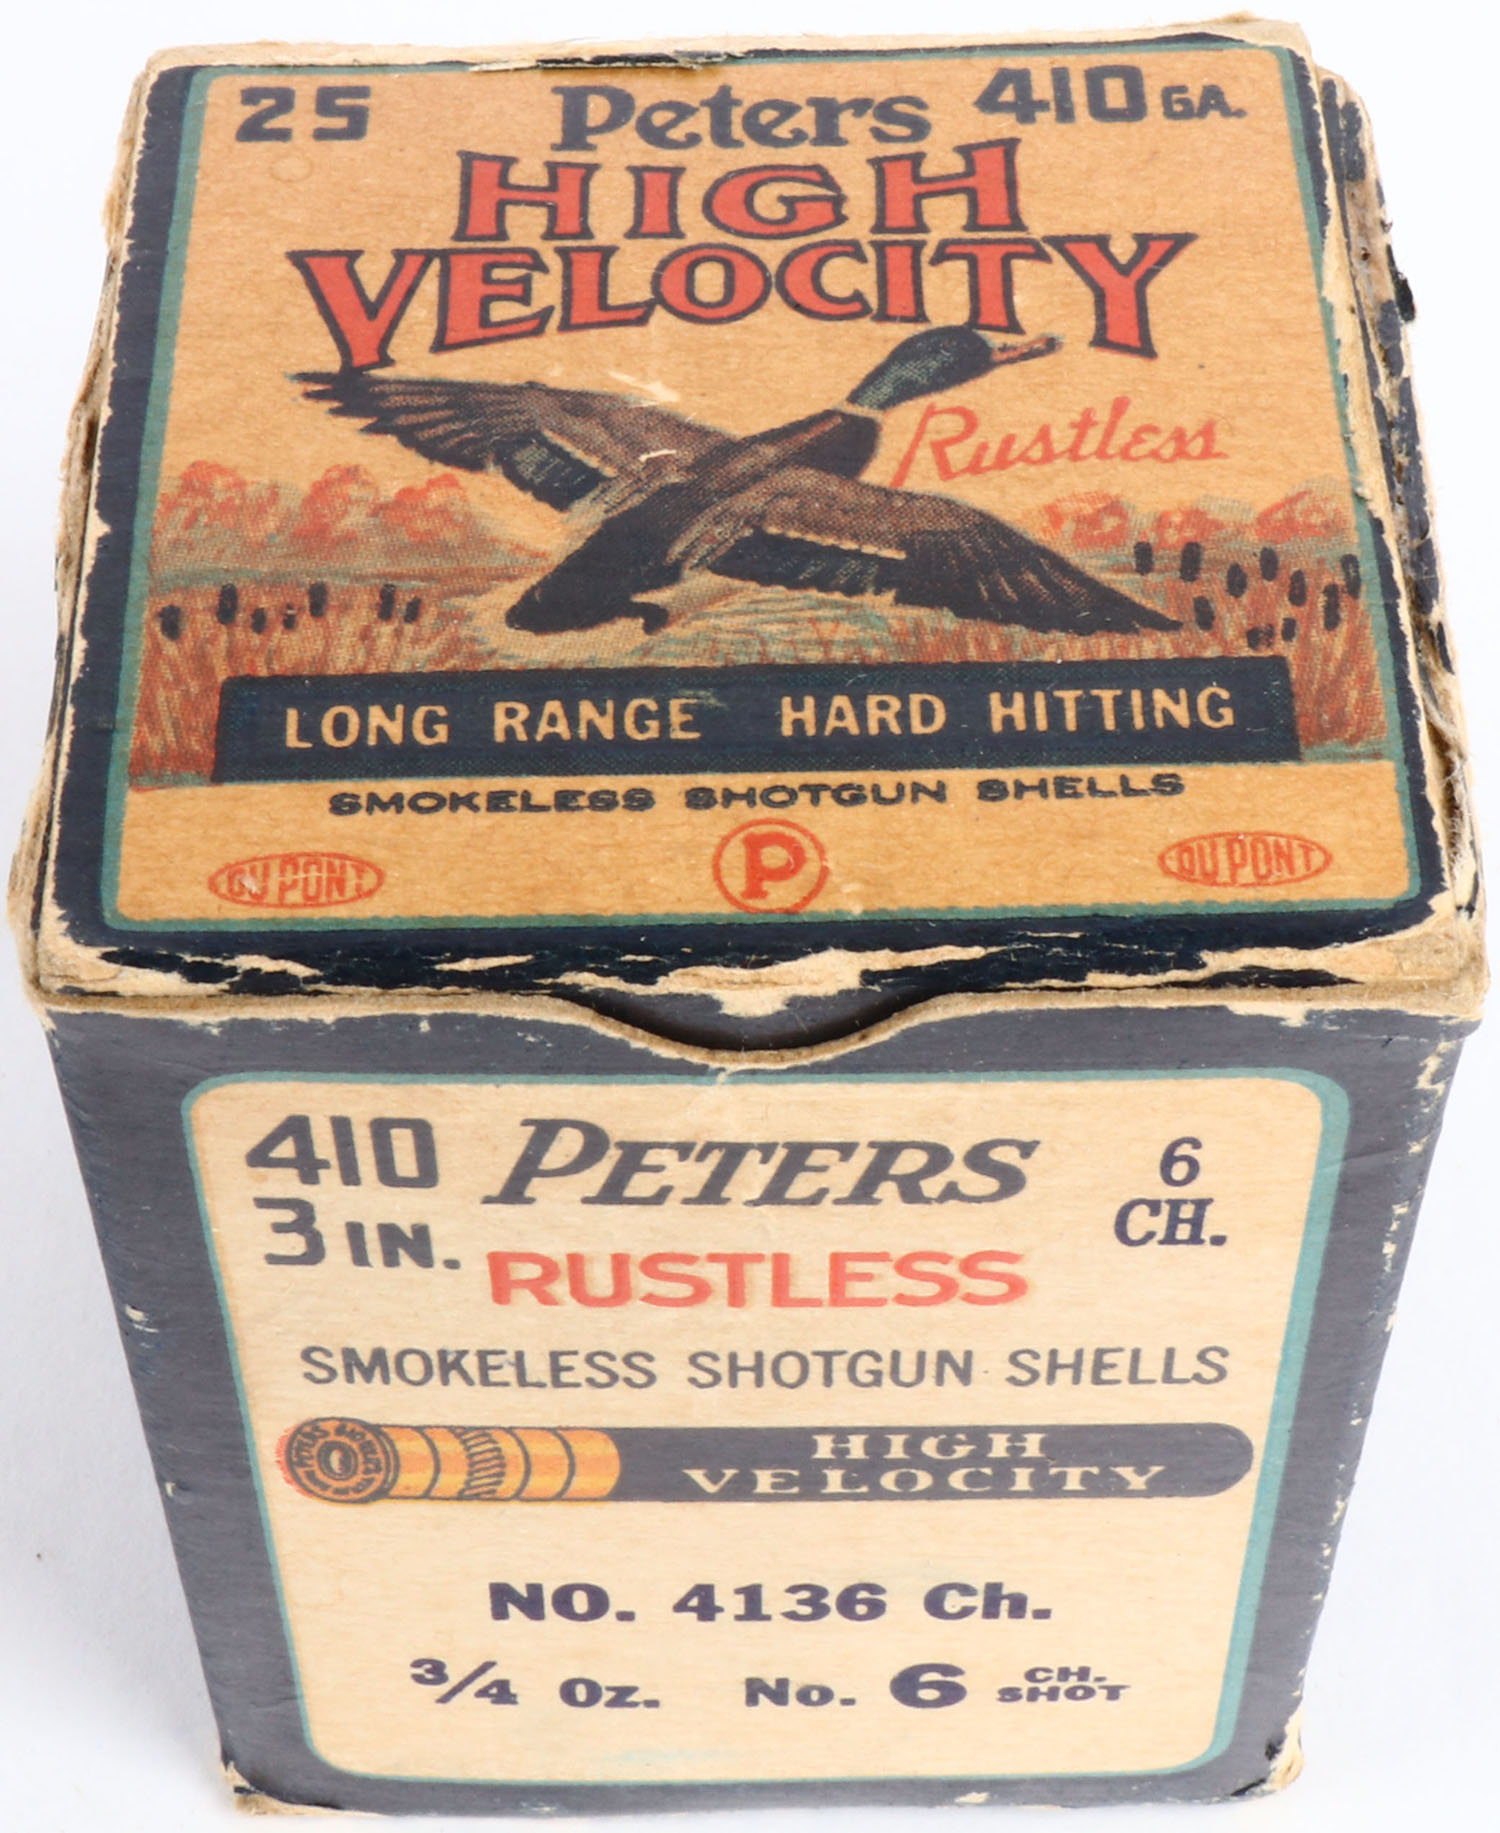 25 Peters 410 GA.
HIGH
VELOCITY
Rustless
LONG RANGE HARD HITTING
SMOKELESS SHOTGUN SHELLS
DU PONT P DU PONT
410 PETERS 6
3 IN. CH.
RUSTLESS
SMOKELESS SHOTGUN SHELLS
PETERS
HIGH
VELOCITY
NO. 4136 Ch.
3/4 Oz. No. 6 CH.
SHOT